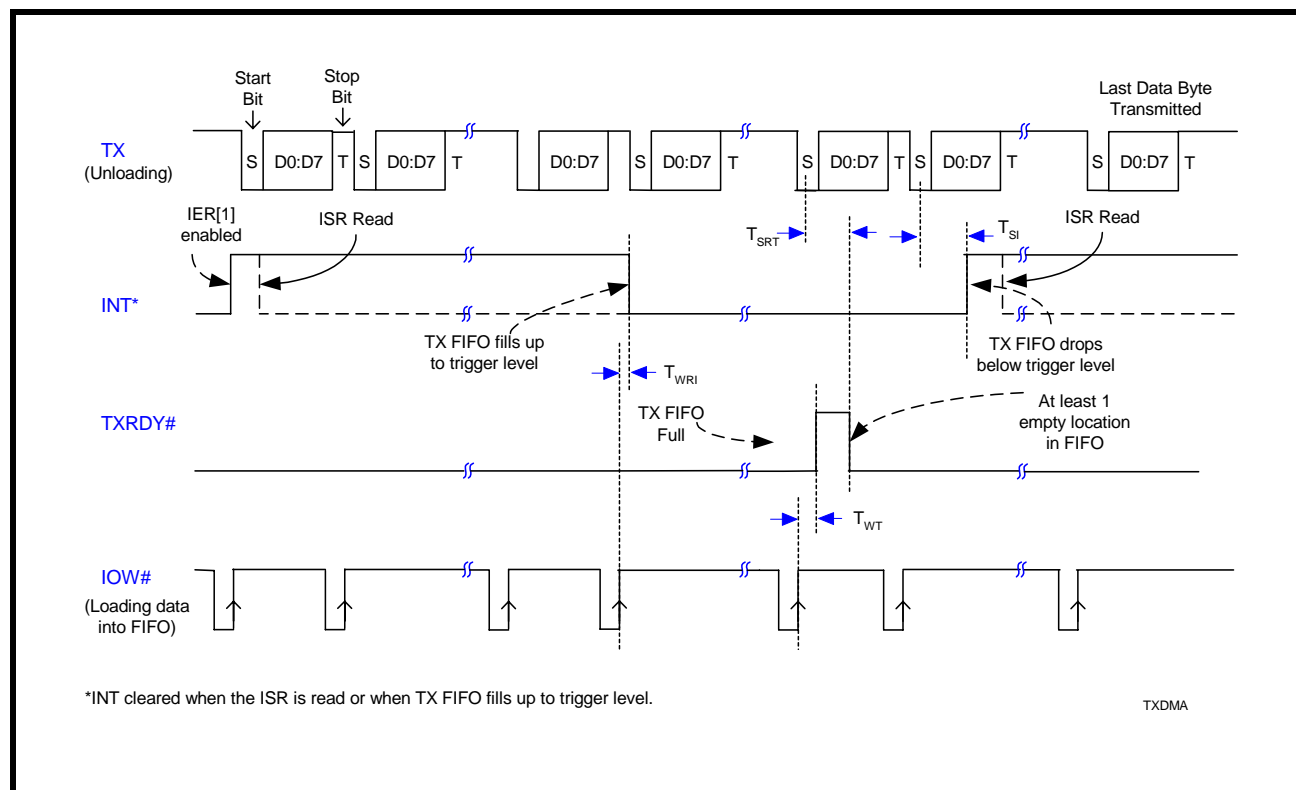 Start
Bit
Stop
Bit
Last Data Byte
Transmitted
TX
(Unloading)
S D0:D7 T S D0:D7 T D0:D7 S D0:D7 T S D0:D7 T S D0:D7 T S D0:D7 T
IER[1]
enabled
ISR Read
TSRT
TSI
ISR Read
INT*
TX FIFO fills up
to trigger level
TX FIFO drops
below trigger level
TWRI
TXRDY#
TX FIFO
Full
At least 1
empty location
in FIFO
TWT
IOW#
(Loading data
into FIFO)
*INT cleared when the ISR is read or when TX FIFO fills up to trigger level.
TXDMA